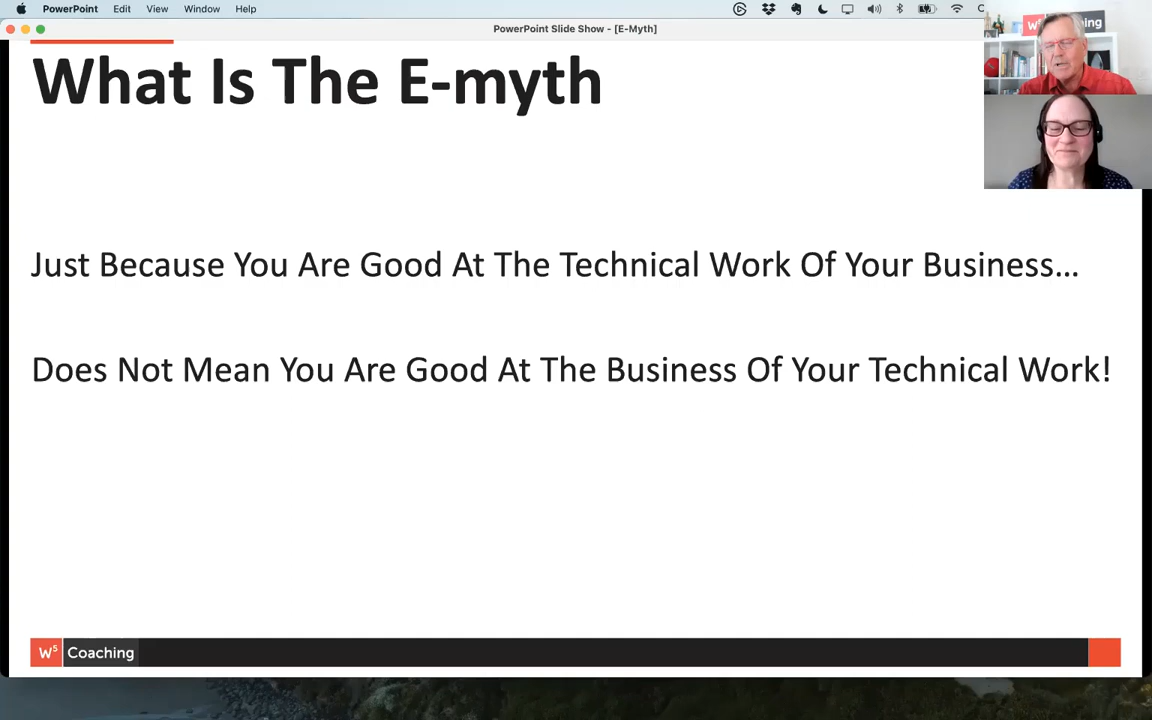 PowerPoint Edit View Window Help
PowerPoint Slide Show - [E-Myth]
What Is The E-myth
Just Because You Are Good At The Technical Work Of Your Business...
Does Not Mean You Are Good At The Business Of Your Technical Work!
W⁵ Coaching